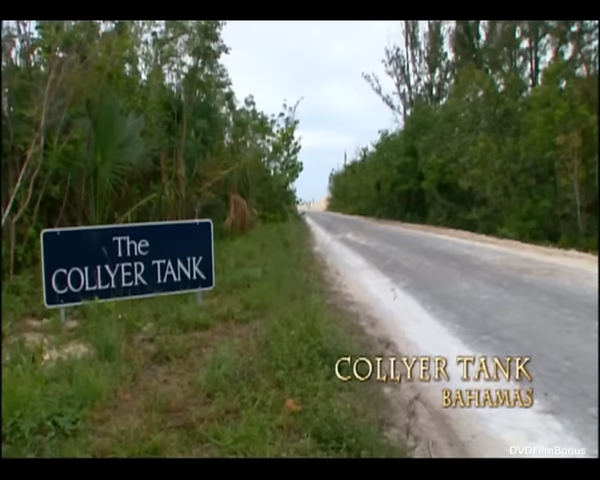 The
COLLYER TANK
COLLYER TANK
BAHAMAS
DVDFilmBonus